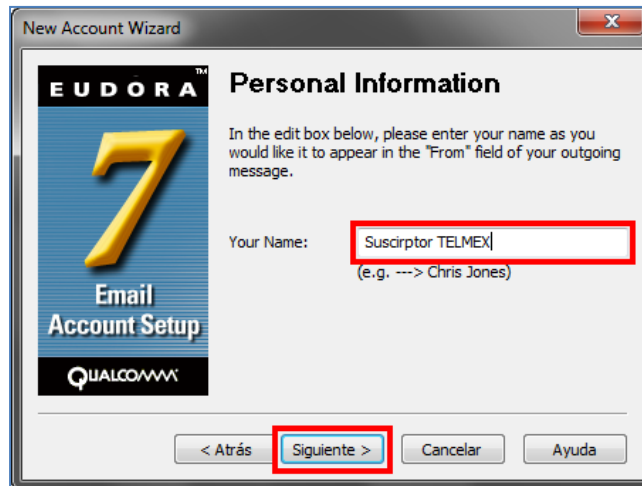 New Account Wizard
EUDORA™
7
Email
Account Setup
QUALCOMM
Personal Information
In the edit box below, please enter your name as you
would like it to appear in the "From" field of your outgoing
message.
Your Name:
Suscirptor TELMEX
(e.g. ---> Chris Jones)
< Atrás
Siguiente >
Cancelar
Ayuda